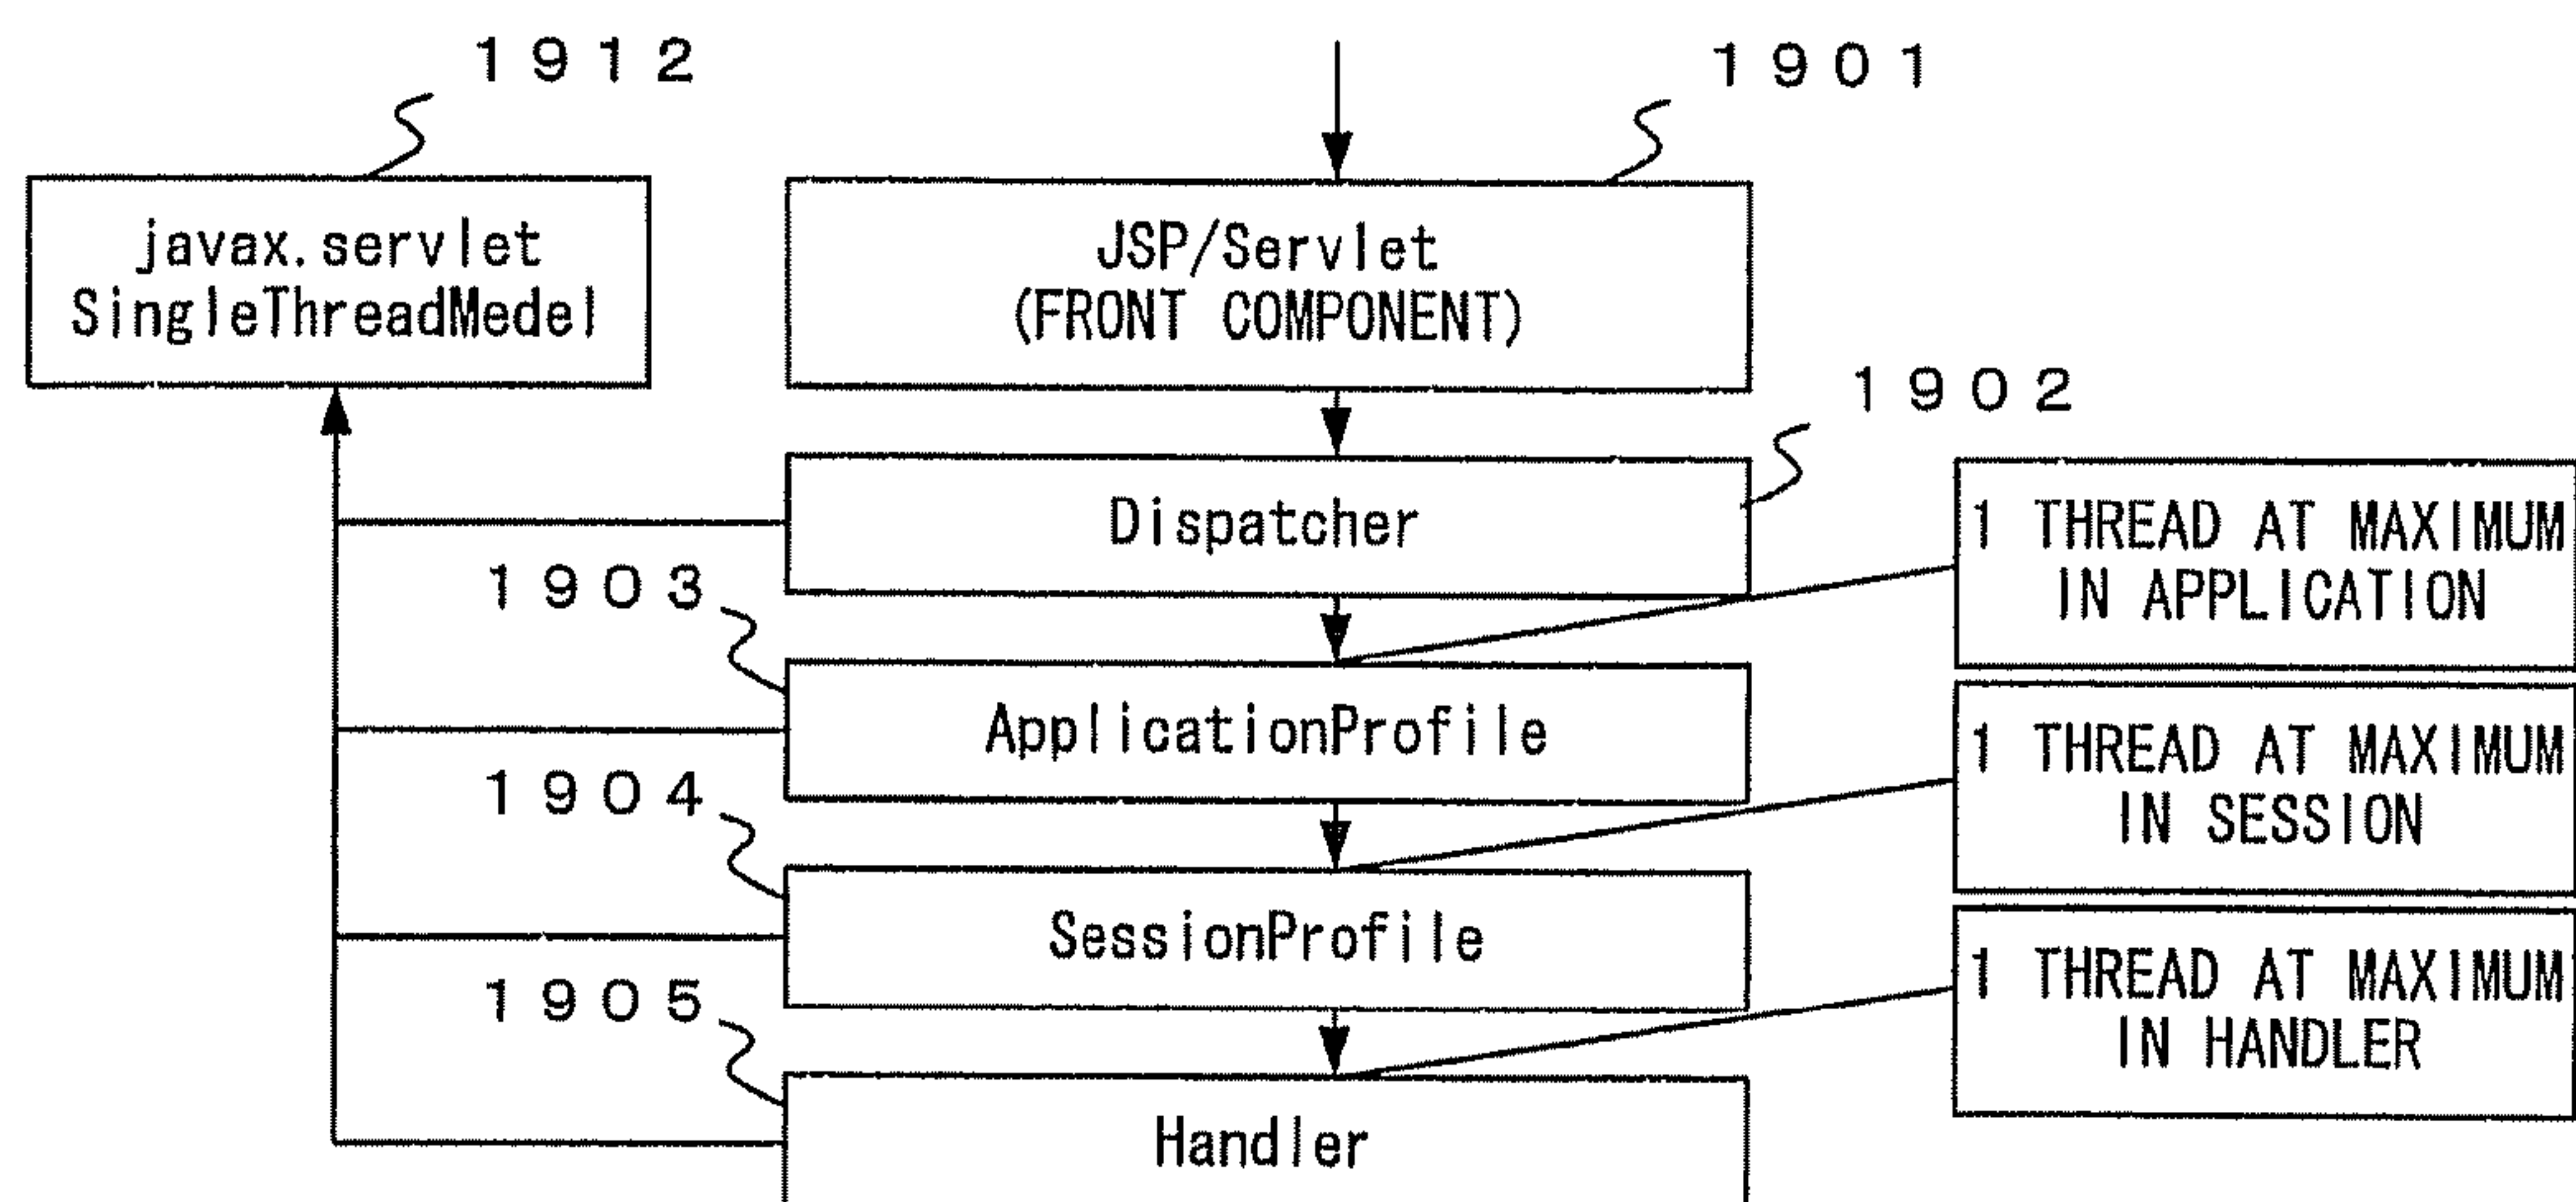 1912
1901
javax.servlet
SingleThreadMedel
JSP/Servlet
(FRONT COMPONENT)
1902
Dispatcher
1 THREAD AT MAXIMUM
IN APPLICATION
1903
ApplicationProfile
1 THREAD AT MAXIMUM
IN SESSION
1904
SessionProfile
1 THREAD AT MAXIMUM
IN HANDLER
1905
Handler